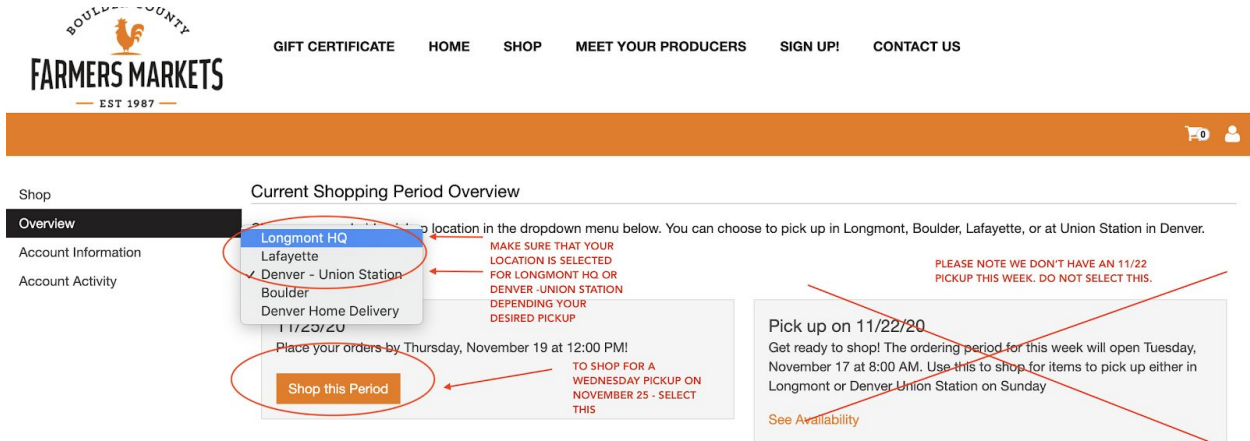 BOULDER COUNTY
FARMERS MARKETS
EST 1987
GIFT CERTIFICATE HOME SHOP MEET YOUR PRODUCERS SIGN UP! CONTACT US
0
Shop
Overview
Account Information
Account Activity
Current Shopping Period Overview
location in the dropdown menu below. You can choose to pick up in Longmont, Boulder, Lafayette, or at Union Station in Denver.
Longmont HQ
Lafayette
✓ Denver - Union Station
Boulder
Denver Home Delivery
MAKE SURE THAT YOUR
LOCATION IS SELECTED
FOR LONGMONT HQ OR
DENVER -UNION STATION
DEPENDING YOUR
DESIRED PICKUP
11/25/20
Place your orders by Thursday, November 19 at 12:00 PM!
Shop this Period
TO SHOP FOR A
WEDNESDAY PICKUP ON
NOVEMBER 25 - SELECT
THIS
PLEASE NOTE WE DON'T HAVE AN 11/22
PICKUP THIS WEEK. DO NOT SELECT THIS.
Pick up on 11/22/20
Get ready to shop! The ordering period for this week will open Tuesday,
November 17 at 8:00 AM. Use this to shop for items to pick up either in
Longmont or Denver Union Station on Sunday
See Availability